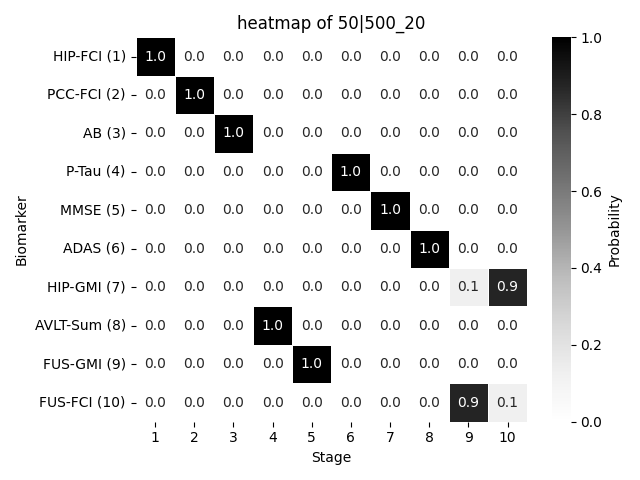 heatmap of 50|500_20
HIP-FCI (1) 1.0 0.0 0.0 0.0 0.0 0.0 0.0 0.0 0.0 0.0
PCC-FCI (2) 0.0 1.0 0.0 0.0 0.0 0.0 0.0 0.0 0.0 0.0
AB (3) 0.0 0.0 1.0 0.0 0.0 0.0 0.0 0.0 0.0 0.0
P-Tau (4) 0.0 0.0 0.0 0.0 0.0 1.0 0.0 0.0 0.0 0.0
MMSE (5) 0.0 0.0 0.0 0.0 0.0 0.0 1.0 0.0 0.0 0.0
ADAS (6) 0.0 0.0 0.0 0.0 0.0 0.0 0.0 1.0 0.0 0.0
HIP-GMI (7) 0.0 0.0 0.0 0.0 0.0 0.0 0.0 0.0 0.1 0.9
AVLT-Sum (8) 0.0 0.0 0.0 1.0 0.0 0.0 0.0 0.0 0.0 0.0
FUS-GMI (9) 0.0 0.0 0.0 0.0 1.0 0.0 0.0 0.0 0.0 0.0
FUS-FCI (10) 0.0 0.0 0.0 0.0 0.0 0.0 0.0 0.0 0.9 0.1
1 2 3 4 5 6 7 8 9 10
Stage
Biomarker
1.0
0.8
0.6
0.4
0.2
0.0
Probability